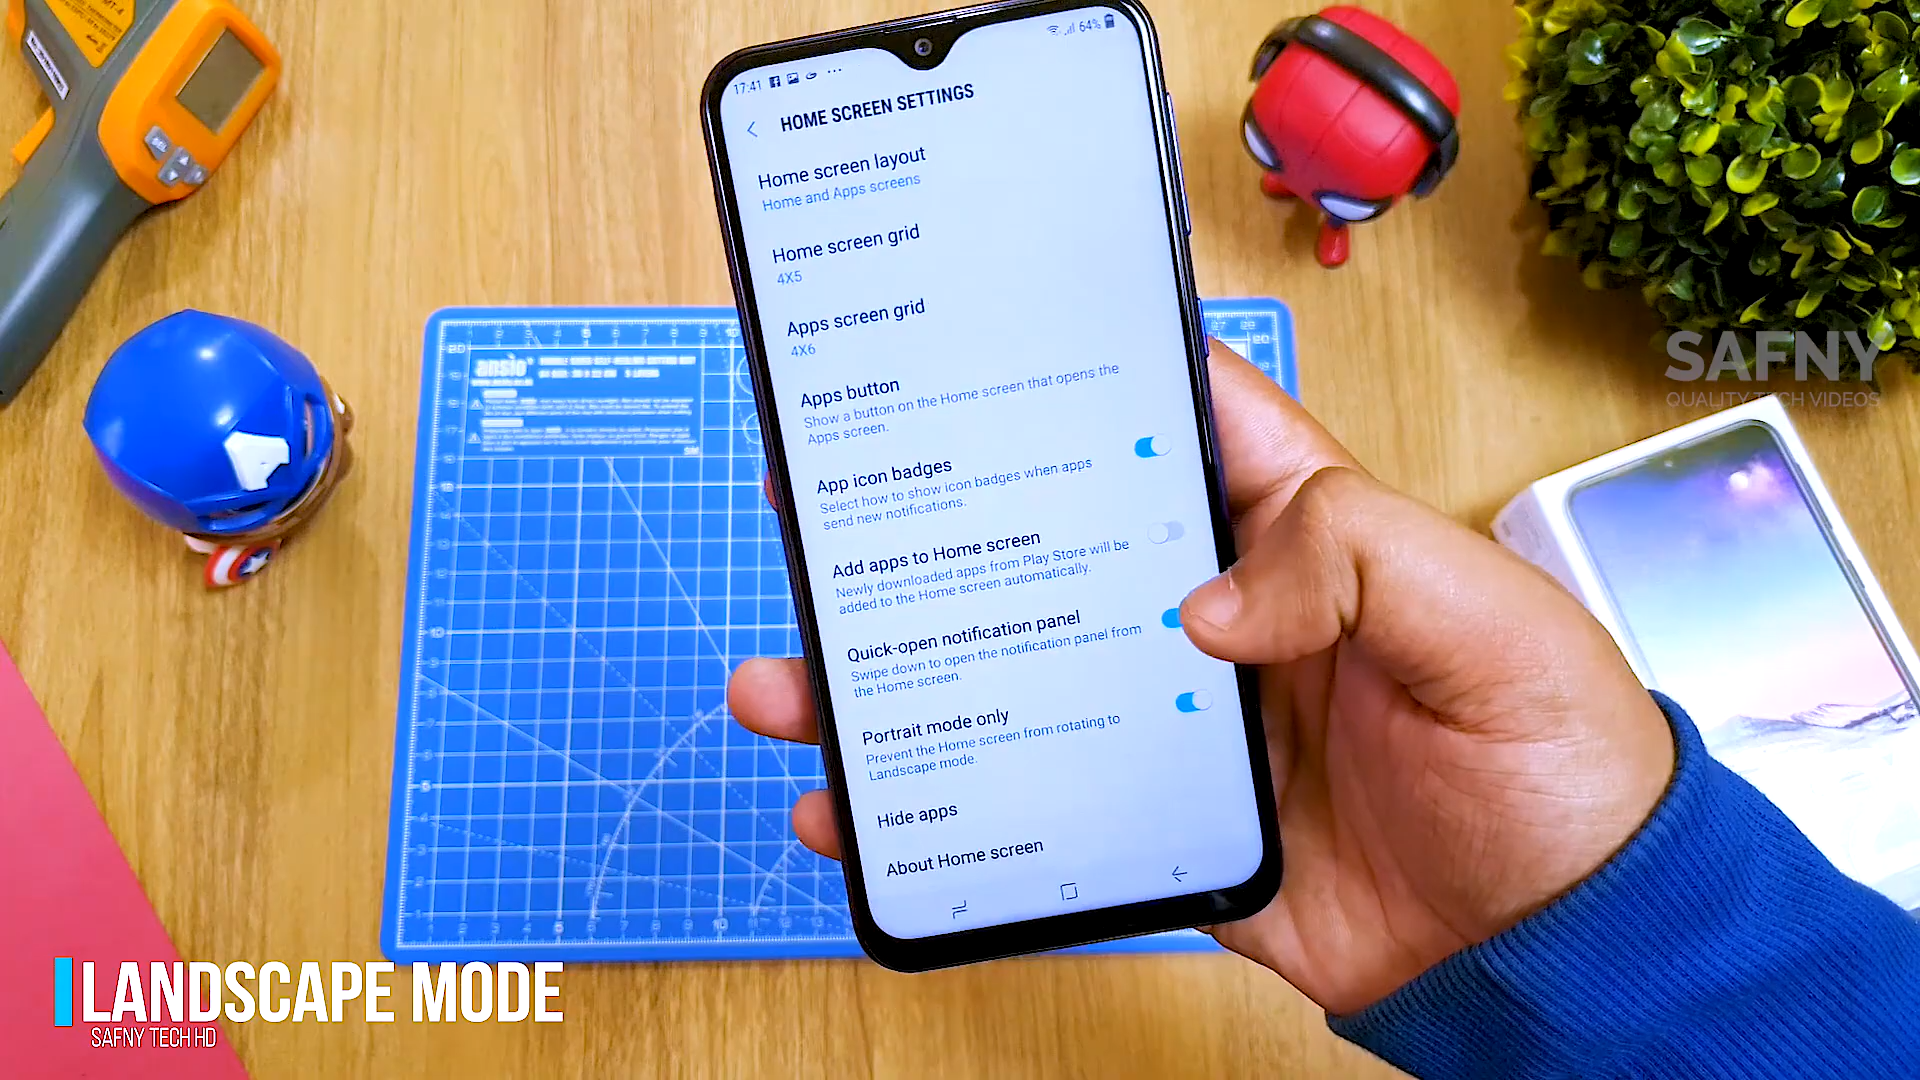 17:41
64%
HOME SCREEN SETTINGS
Home screen layout
Home and Apps screens
Home screen grid
4X5
Apps screen grid
4X6
Apps button
Show a button on the Home screen that opens the
Apps screen.
App icon badges
Select how to show icon badges when apps
send new notifications.
Add apps to Home screen
Newly downloaded apps from Play Store will be
added to the Home screen automatically.
Quick-open notification panel
Swipe down to open the notification panel from
the Home screen.
Portrait mode only
Prevent the Home screen from rotating to
Landscape mode.
Hide apps
About Home screen
ansio
SAFNY
QUALITY TECH VIDEOS
LANDSCAPE MODE
SAFNY TECH HD